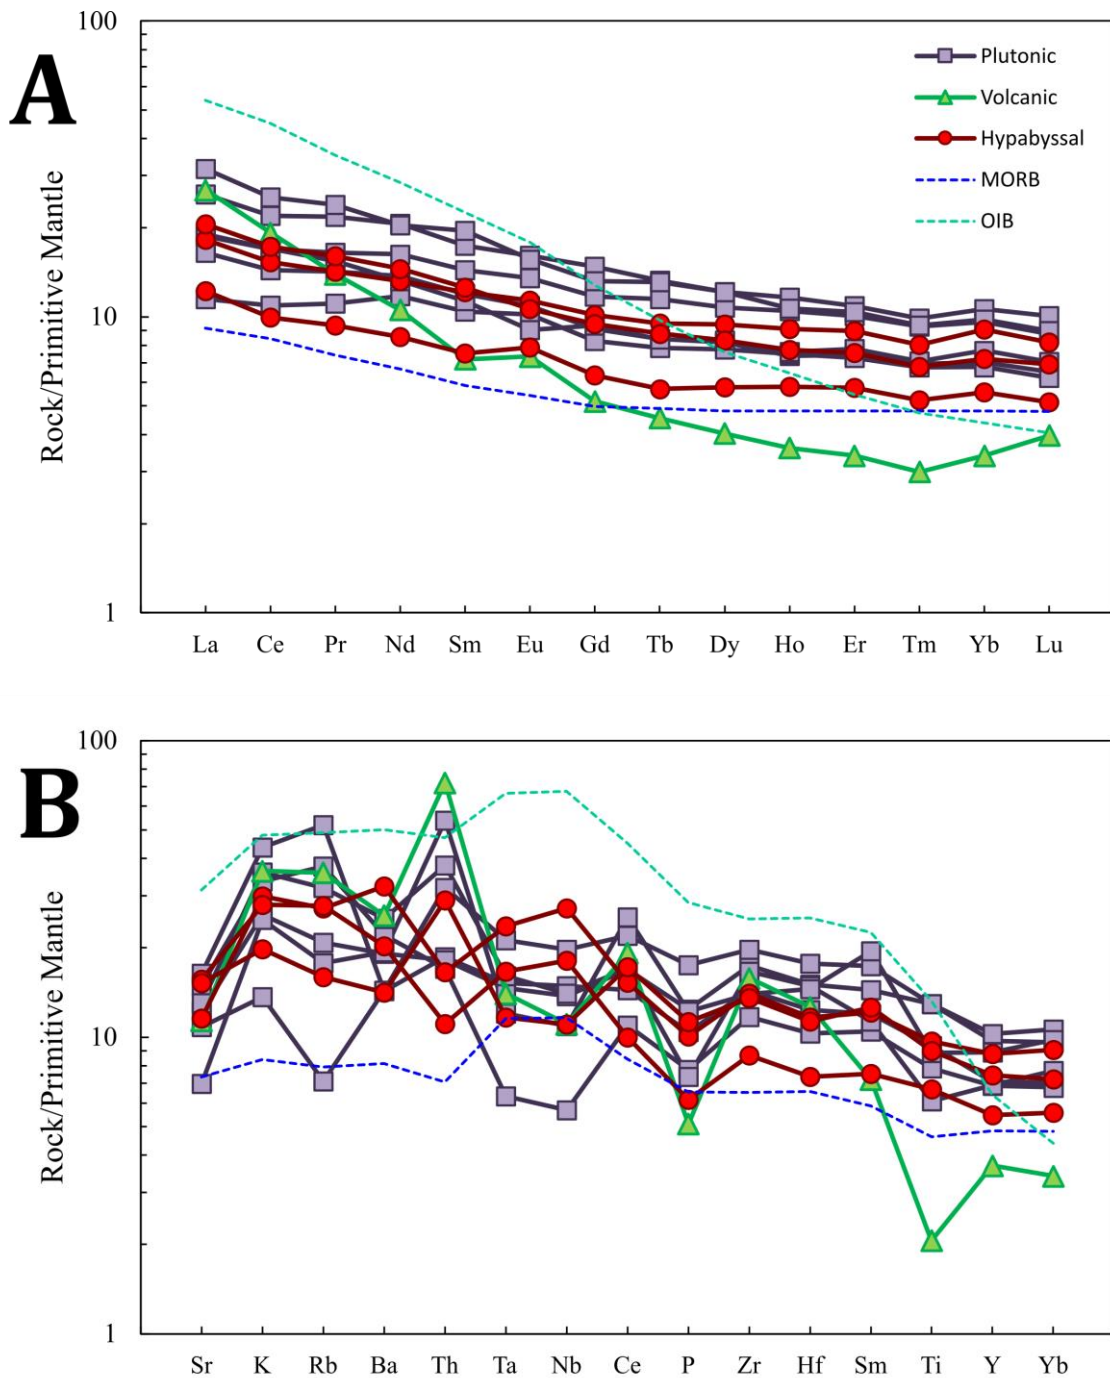 100
A
Plutonic
Volcanic
Hypabyssal
MORB
OIB
Rock/Primitive Mantle
10
1
La Ce Pr Nd Sm Eu Gd Tb Dy Ho Er Tm Yb Lu
100
B
Rock/Primitive Mantle
10
1
Sr K Rb Ba Th Ta Nb Ce P Zr Hf Sm Ti Y Yb